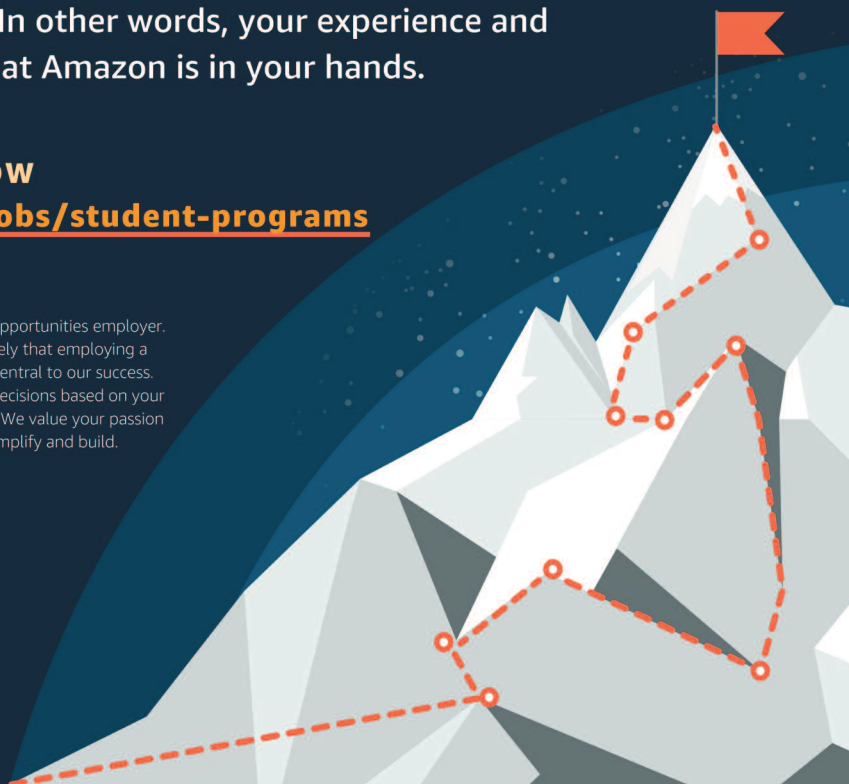 In other words, your experience and
at Amazon is in your hands.
ow
obs/student-programs
pportunities employer.
ely that employing a
entral to our success.
ecisions based on your
We value your passion
mplify and build.